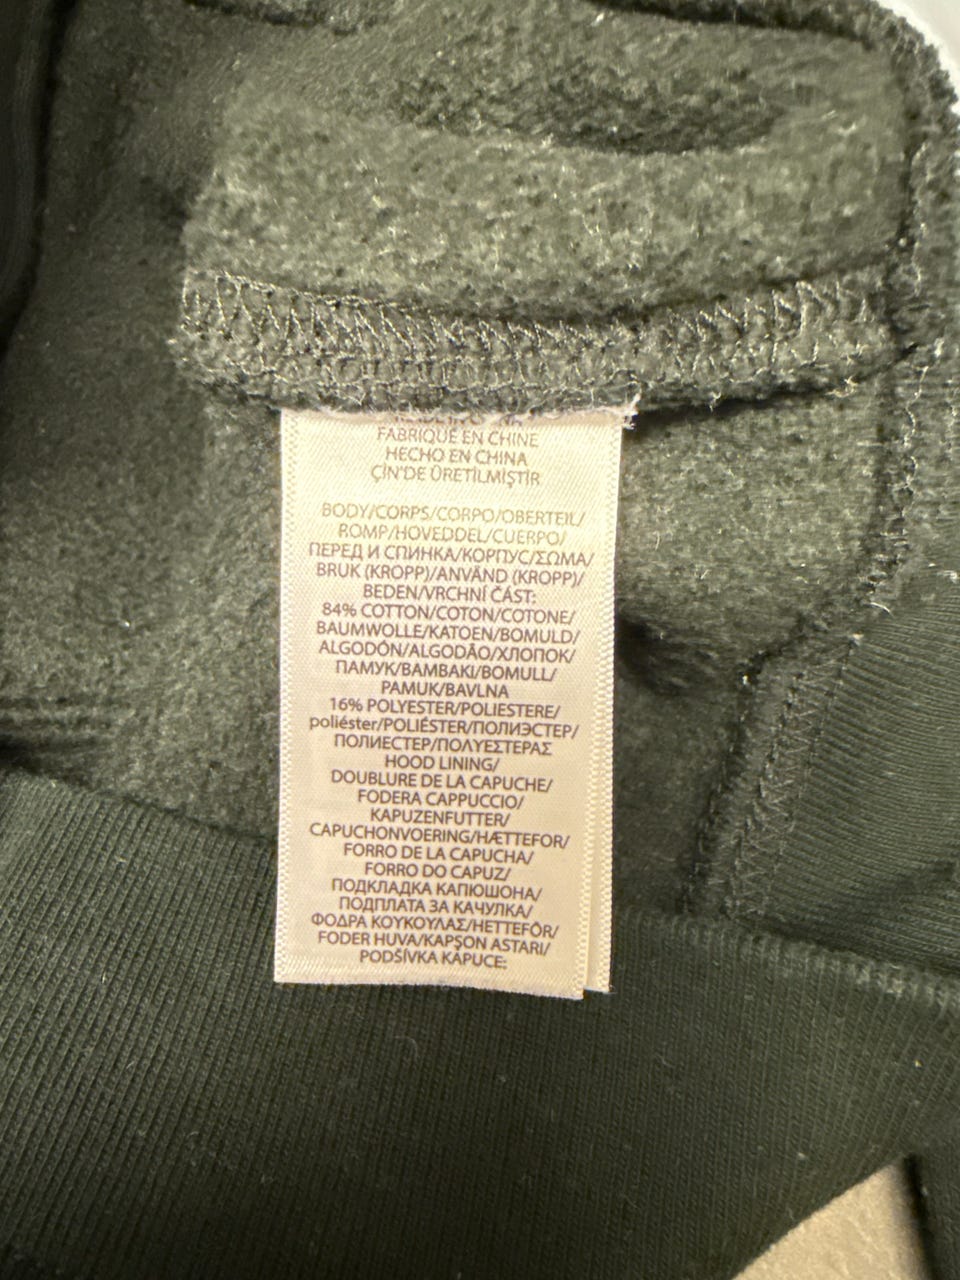 MADE IN CHINA
FABRIQUÉ EN CHINE
HECHO EN CHINA
ÇİN'DE ÜRETİLMİŞTİR
BODY/CORPS/CORPO/OBERTEIL/
ROMP/HOVEDDEL/CUERPO/
ПЕРЕД И СПИНКА/КОРПУС/ΣΩΜΑ/
BRUK (KROPP)/ANVÄND (KROPP)/
BEDEN/VRCHNÍ ČÁST:
84% COTTON/COTON/COTONE/
BAUMWOLLE/KATOEN/BOMULD/
ALGODÓN/ALGODÃO/ХЛОПОК/
ПАМУК/ΒΑΜΒΑΚΙ/BOMULL/
PAMUK/BAVLNA
16% POLYESTER/POLIESTERE/
poliéster/POLIÉSTER/ПОЛИЭСТЕР/
ПОЛИЕСТЕР/ΠΟΛΥΕΣΤΕΡΑΣ
HOOD LINING/
DOUBLURE DE LA CAPUCHE/
FODERA CAPPUCCIO/
KAPUZENFUTTER/
CAPUCHONVOERING/HÆTTEFOR/
FORRO DE LA CAPUCHA/
FORRO DO CAPUZ/
ПОДКЛАДКА КАПЮШОНА/
ПОДПЛАТА ЗА КАЧУЛКА/
ΦΟΔΡΑ ΚΟΥΚΟΥΛΑΣ/HETTEFÔR/
FODER HUVA/KAPŞON ASTARI/
PODŠÍVKA KAPUCE: